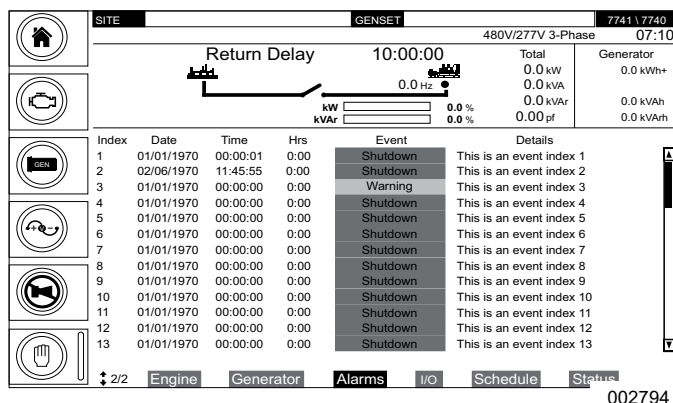 SITE GENSET 7741 \ 7740
480V/277V 3-Phase 07:10
Return Delay 10:00:00
0.0 Hz
kW 0.0 %
kVAr 0.0 %
Total
0.0 kW
0.0 kVA
0.0 kVAr
0.00 pf
Generator
0.0 kWh+
0.0 kVAh
0.0 kVArh
GEN
Index Date Time Hrs Event Details
1 01/01/1970 00:00:01 0:00 Shutdown This is an event index 1
2 02/06/1970 11:45:55 0:00 Shutdown This is an event index 2
3 01/01/1970 00:00:00 0:00 Warning This is an event index 3
4 01/01/1970 00:00:00 0:00 Shutdown This is an event index 4
5 01/01/1970 00:00:00 0:00 Shutdown This is an event index 5
6 01/01/1970 00:00:00 0:00 Shutdown This is an event index 6
7 01/01/1970 00:00:00 0:00 Shutdown This is an event index 7
8 01/01/1970 00:00:00 0:00 Shutdown This is an event index 8
9 01/01/1970 00:00:00 0:00 Shutdown This is an event index 9
10 01/01/1970 00:00:00 0:00 Shutdown This is an event index 10
11 01/01/1970 00:00:00 0:00 Shutdown This is an event index 11
12 01/01/1970 00:00:00 0:00 Shutdown This is an event index 12
13 01/01/1970 00:00:00 0:00 Shutdown This is an event index 13
2/2 Engine Generator Alarms I/O Schedule Status
002794